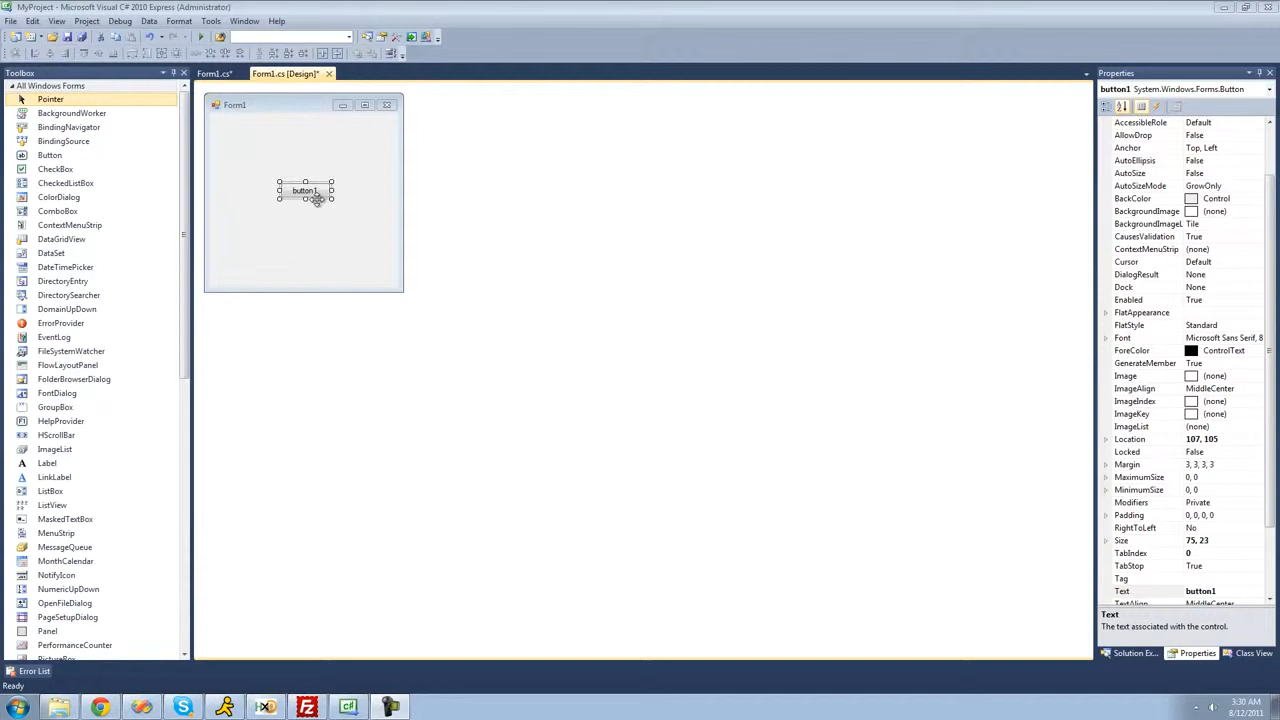 MyProject - Microsoft Visual C# 2010 Express (Administrator)
File Edit View Project Debug Data Format Tools Window Help
Toolbox
Form1.cs*
Form1.cs [Design]*
Properties
All Windows Forms
Pointer
BackgroundWorker
BindingNavigator
BindingSource
Button
CheckBox
CheckedListBox
ColorDialog
ComboBox
ContextMenuStrip
DataGridView
DataSet
DateTimePicker
DirectoryEntry
DirectorySearcher
DomainUpDown
ErrorProvider
EventLog
FileSystemWatcher
FlowLayoutPanel
FolderBrowserDialog
FontDialog
GroupBox
HelpProvider
HScrollBar
ImageList
Label
LinkLabel
ListBox
ListView
MaskedTextBox
MenuStrip
MessageQueue
MonthCalendar
NotifyIcon
NumericUpDown
OpenFileDialog
PageSetupDialog
Panel
PerformanceCounter
PictureBox
Form1
button1
button1 System.Windows.Forms.Button
AccessibleRole Default
AllowDrop False
Anchor Top, Left
AutoEllipsis False
AutoSize False
AutoSizeMode GrowOnly
BackColor Control
BackgroundImage (none)
BackgroundImageL Tile
CausesValidation True
ContextMenuStrip (none)
Cursor Default
DialogResult None
Dock None
Enabled True
FlatAppearance
FlatStyle Standard
Font Microsoft Sans Serif, 8
ForeColor ControlText
GenerateMember True
Image (none)
ImageAlign MiddleCenter
ImageIndex (none)
ImageKey (none)
ImageList (none)
Location 107, 105
Locked False
Margin 3, 3, 3, 3
MaximumSize 0, 0
MinimumSize 0, 0
Modifiers Private
Padding 0, 0, 0, 0
RightToLeft No
Size 75, 23
TabIndex 0
TabStop True
Tag
Text button1
TextAlign MiddleCenter
Text
The text associated with the control.
Solution Ex... Properties Class View
Error List
Ready
3:30 AM
8/12/2011